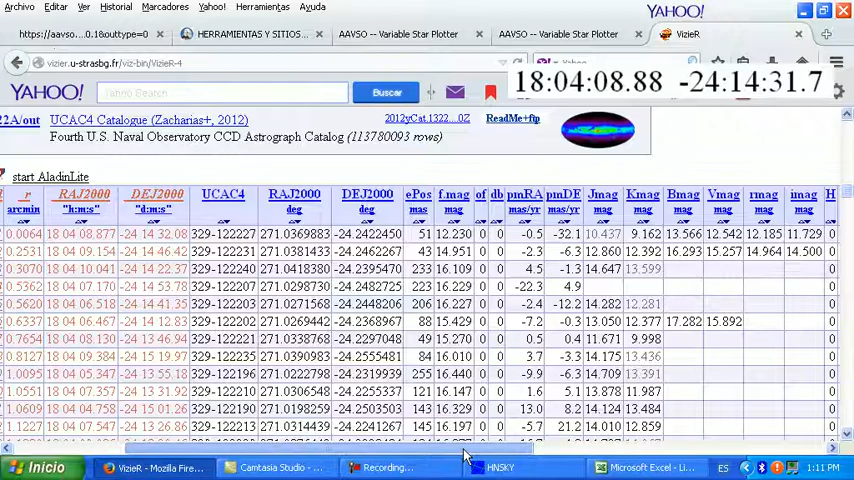 Archivo Editar Ver Historial Marcadores Yahoo! Herramientas Ayuda
YAHOO!
https://aavso....0.1&outtype=0 HERRAMIENTAS Y SITIOS... AAVSO -- Variable Star Plotter AAVSO -- Variable Star Plotter VizieR
vizier.u-strasbg.fr/viz-bin/VizieR-4
18:04:08.88 -24:14:31.7
YAHOO! Yahoo Search Buscar
22A/out UCAC4 Catalogue (Zacharias+, 2012) 2012yCat.1322....0Z ReadMe+ftp
Fourth U.S. Naval Observatory CCD Astrograph Catalog (113780093 rows)
start AladinLite
r RAJ2000 DEJ2000 UCAC4 RAJ2000 DEJ2000 ePos f.mag of db pmRA pmDE Jmag Kmag Bmag Vmag rmag imag H
arcmin "h:m:s" "d:m:s" deg deg mas mag mas/yr mas/yr mag mag mag mag mag mag
0.0064 18 04 08.877 -24 14 32.08 329-122227 271.0369883 -24.2422450 51 12.230 0 0 -0.5 -32.1 10.437 9.162 13.566 12.542 12.185 11.729 0
0.2531 18 04 09.154 -24 14 46.42 329-122229 271.0381433 -24.2462267 43 14.951 0 0 -2.3 -6.3 12.860 12.392 16.293 15.257 14.964 14.500 0
0.3070 18 04 10.041 -24 14 22.37 329-122240 271.0418380 -24.2395470 233 16.109 0 0 4.5 -1.3 14.647 13.599 0
0.5362 18 04 07.170 -24 14 53.78 329-122207 271.0298730 -24.2482725 223 16.667 0 0 -22.3 4.9 0
0.5620 18 04 06.518 -24 14 41.35 329-122203 271.0271568 -24.2448206 206 16.227 0 0 -2.4 -12.2 14.282 12.281 0
0.6337 18 04 06.467 -24 14 12.83 329-122202 271.0269442 -24.2368967 88 15.429 0 0 -7.2 -0.3 13.050 12.377 17.282 15.892 0
0.7654 18 04 08.130 -24 13 46.94 329-122221 271.0338768 -24.2297048 49 15.270 0 0 0.5 0.4 11.671 9.998 0
0.8127 18 04 09.384 -24 15 19.97 329-122235 271.0390983 -24.2555481 84 16.010 0 0 3.7 -3.3 14.175 13.436 0
1.0095 18 04 05.347 -24 13 55.18 329-122196 271.0222798 -24.2319839 255 16.440 0 0 -9.9 -6.3 14.709 13.391 0
1.0551 18 04 07.357 -24 13 31.92 329-122210 271.0306548 -24.2255337 121 16.147 0 0 1.6 5.1 13.878 11.987 0
1.0609 18 04 04.758 -24 15 01.26 329-122190 271.0198259 -24.2503503 143 16.329 0 0 13.0 8.2 14.124 13.484 0
1.1227 18 04 07.547 -24 13 26.86 329-122213 271.0314439 -24.2241237 145 16.197 0 0 -5.7 21.2 14.010 12.859 0
Inicio VizieR - Mozilla Fire... Camtasia Studio - ... Recording... HNSKY Microsoft Excel - Li... ES 1:11 PM